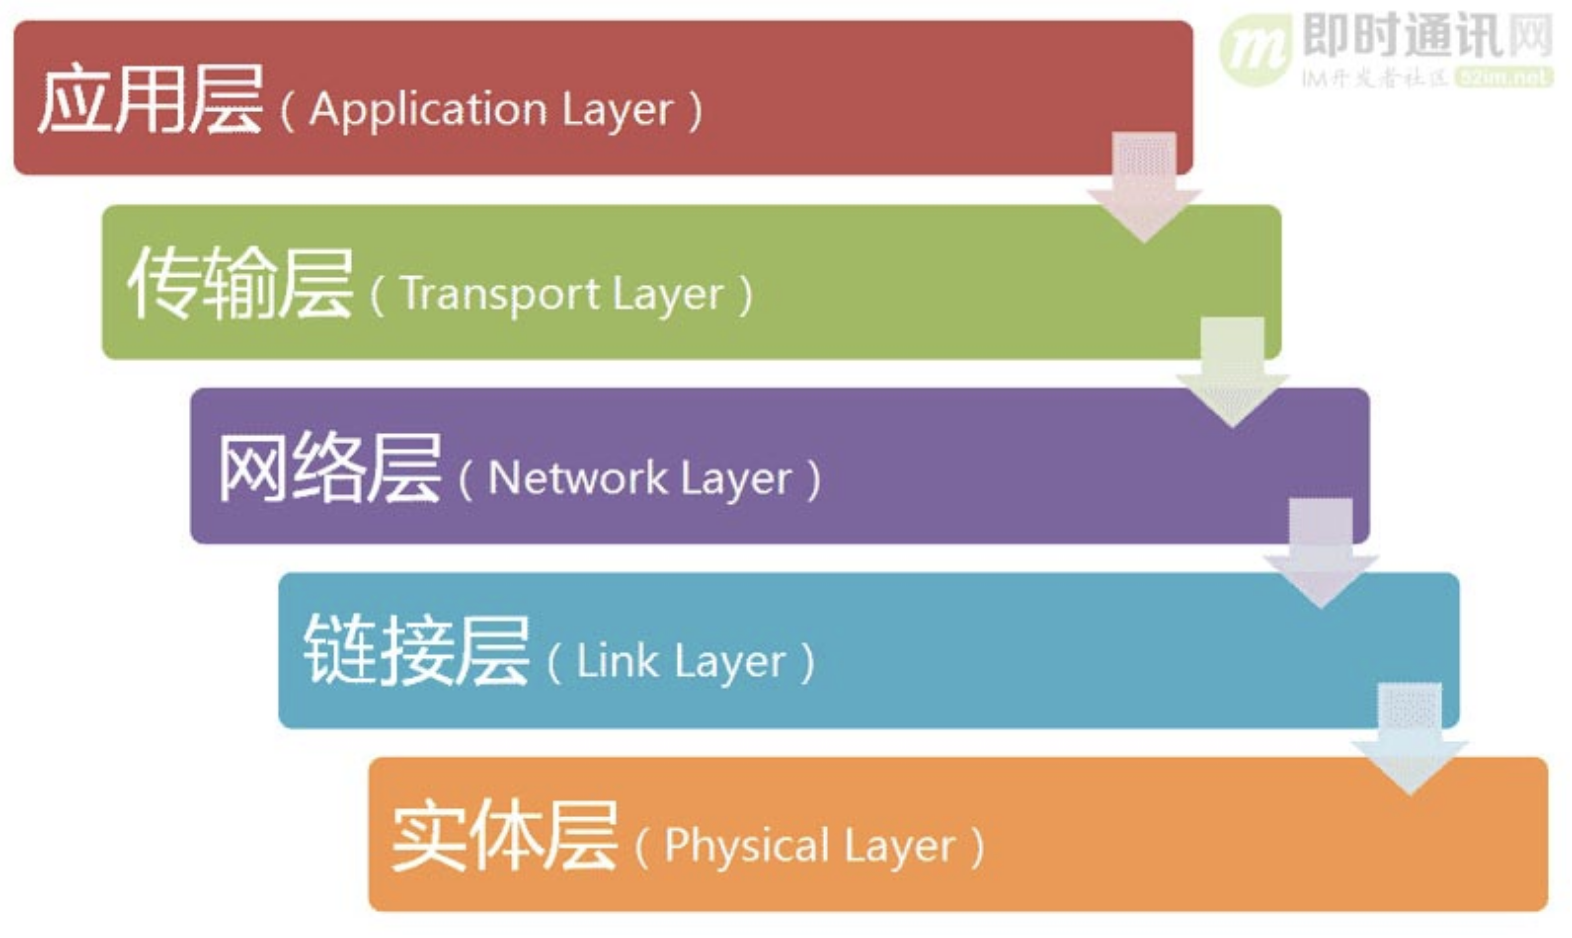 即时通讯网
IM开发者社区 52im.net
应用层（Application Layer）
传输层（Transport Layer）
网络层（Network Layer）
链接层（Link Layer）
实体层（Physical Layer）